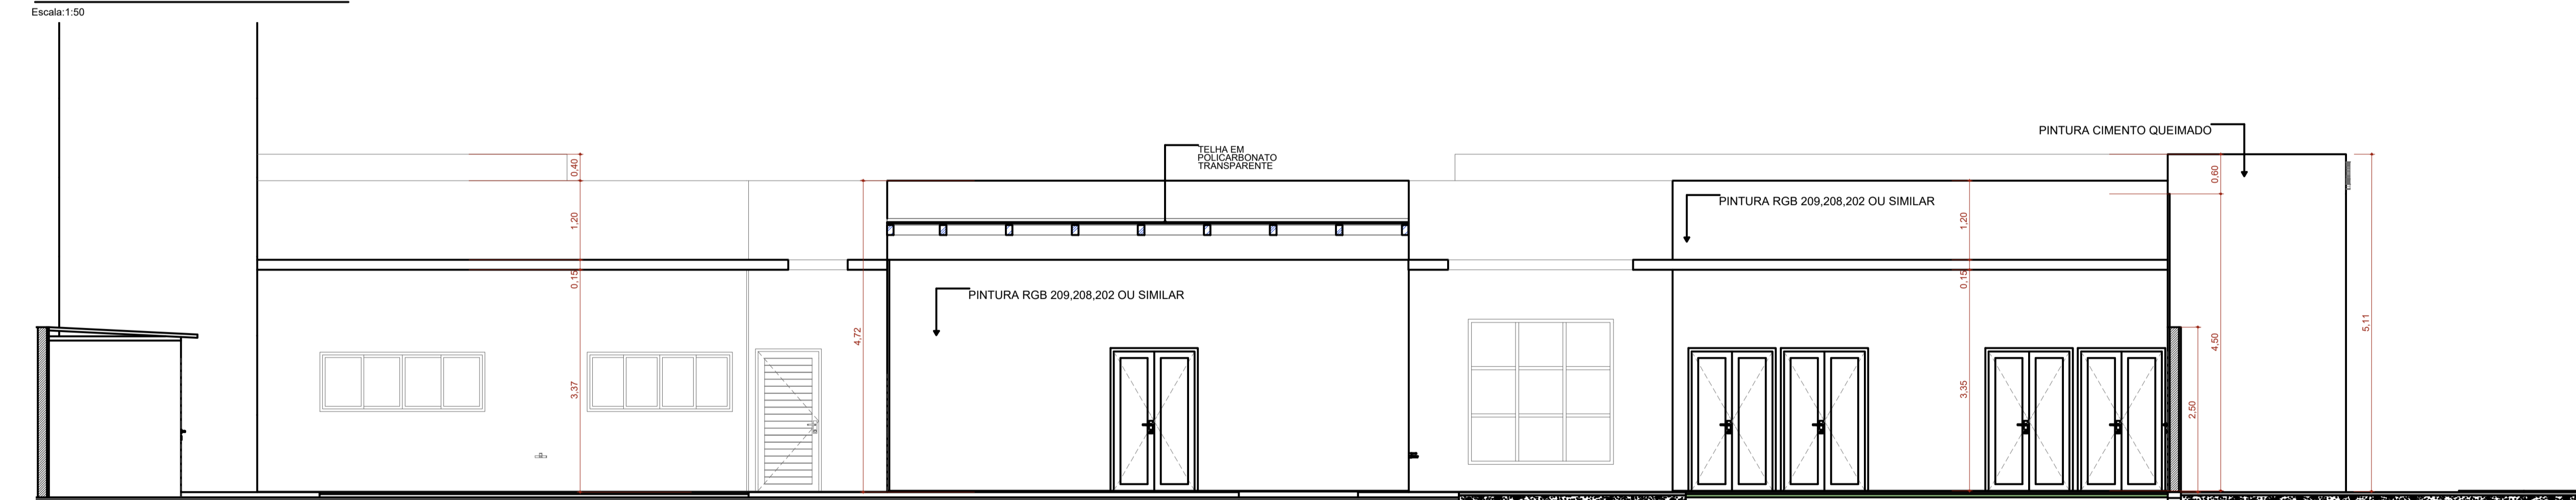 Escala:1:50
PINTURA CIMENTO QUEIMADO
TELHA EM
POLICARBONATO
TRANSPARENTE
0,40
0,60
PINTURA RGB 209,208,202 OU SIMILAR
1,20
1,20
0,15
0,15
PINTURA RGB 209,208,202 OU SIMILAR
4,72
5,11
4,50
3,37
3,35
2,50